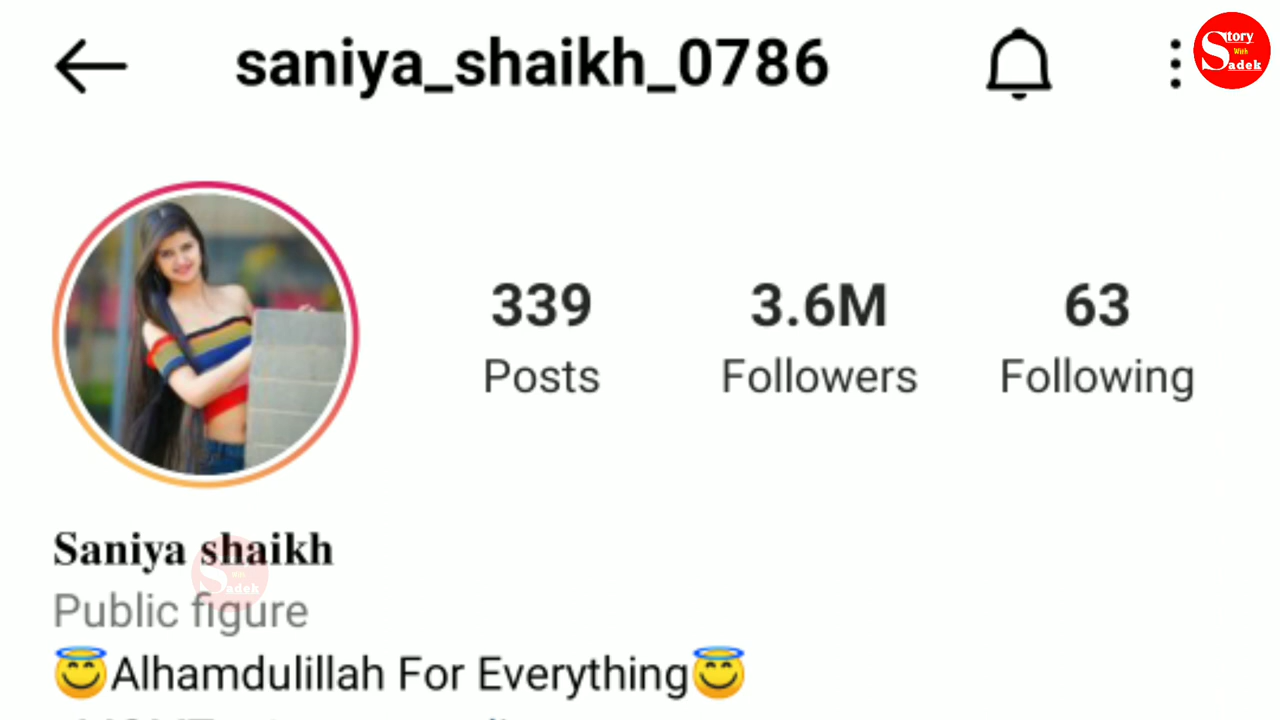 saniya_shaikh_0786
Story
With
Sadek
339
Posts
3.6M
Followers
63
Following
Saniya shaikh
Public figure
😇Alhamdulillah For Everything😇